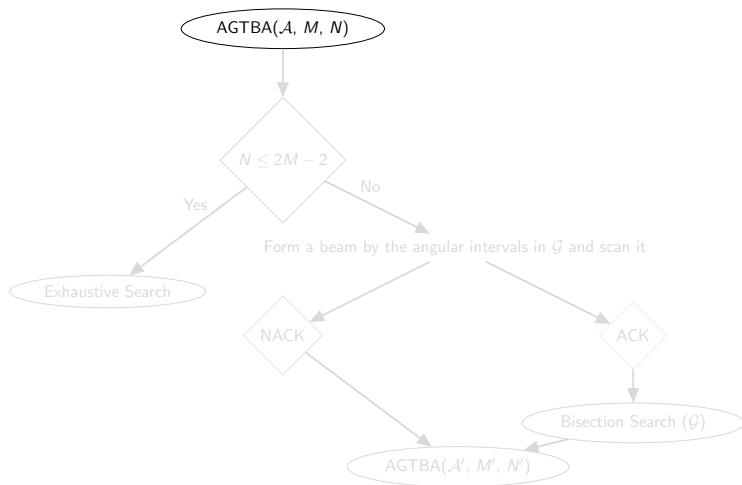 AGTBA(𝒜, M, N)
N ≤ 2M − 2
Yes
No
Form a beam by the angular intervals in 𝒢 and scan it
Exhaustive Search
NACK
ACK
Bisection Search (𝒢)
AGTBA(𝒜′, M′, N′)